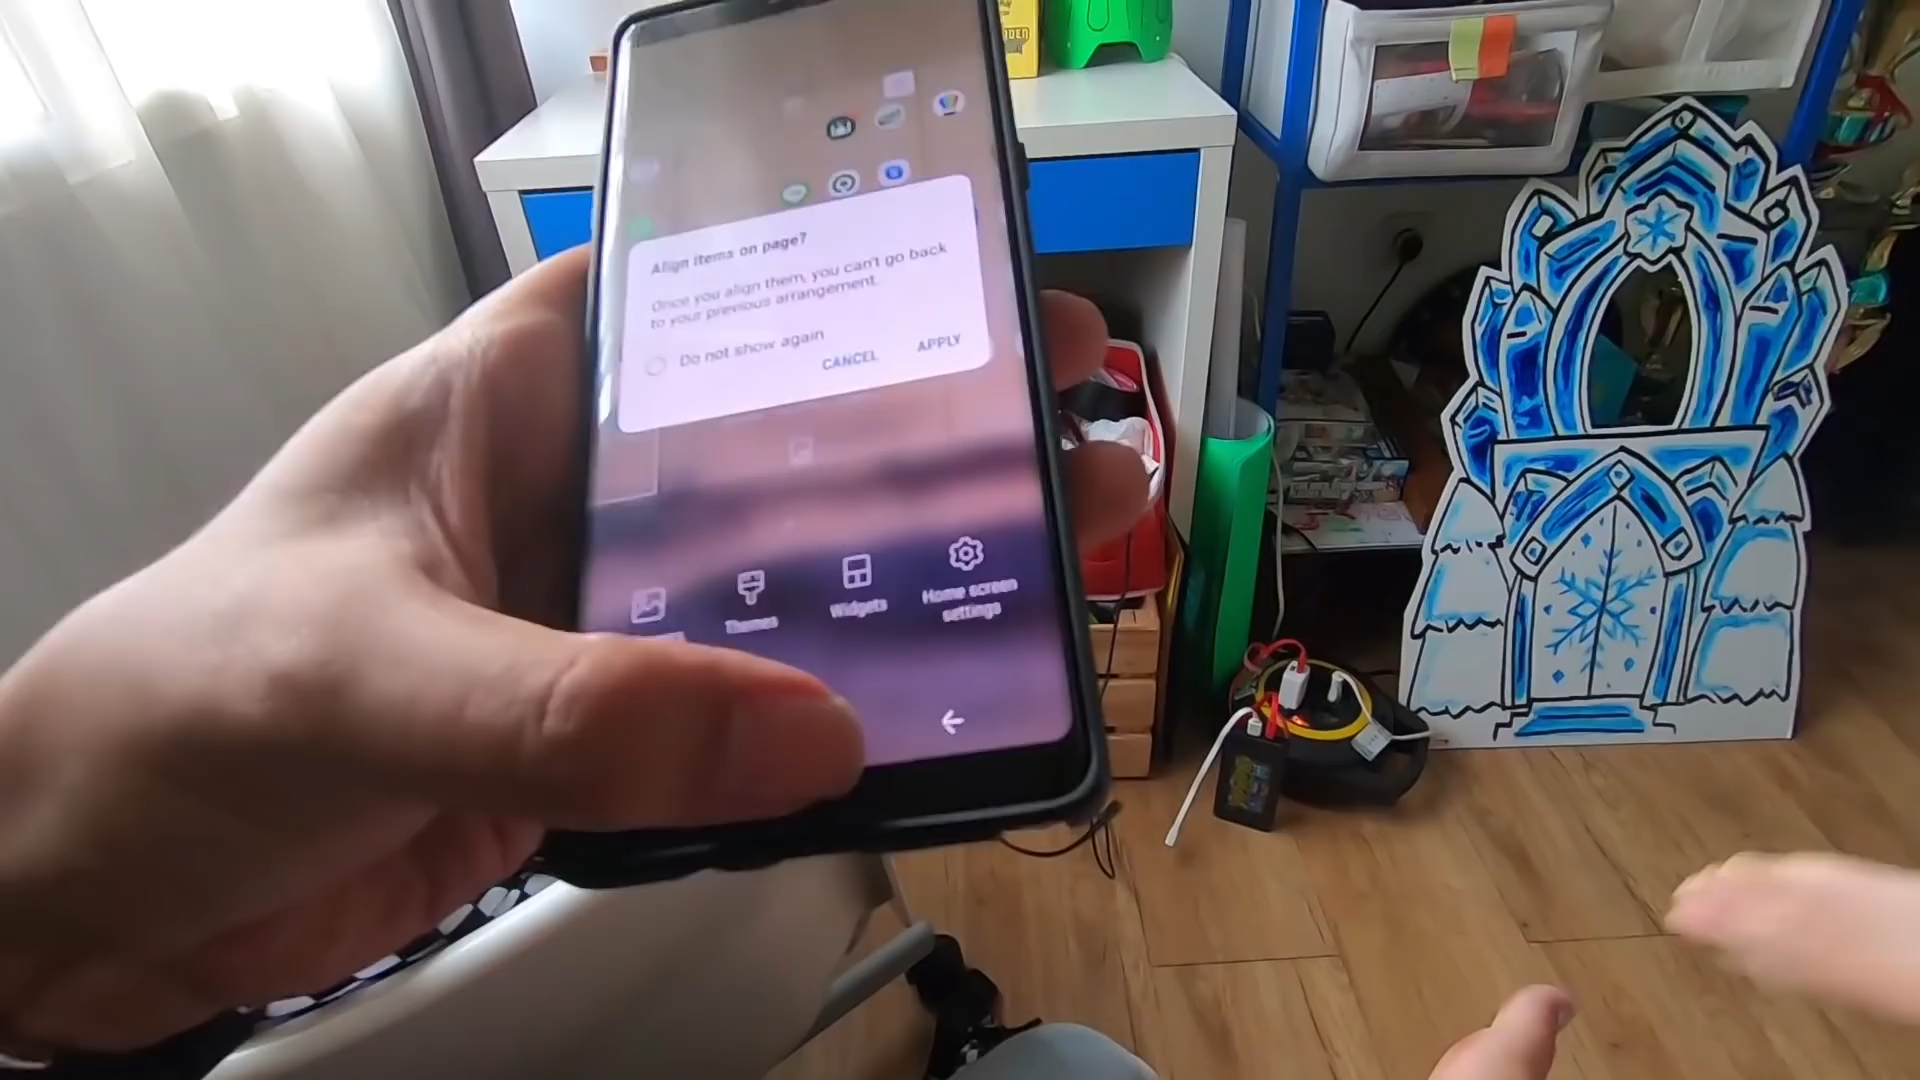 Align items on page?
Once you align them, you can't go back
to your previous arrangement.
Do not show again
CANCEL
APPLY
Themes
Widgets
Home screen
settings